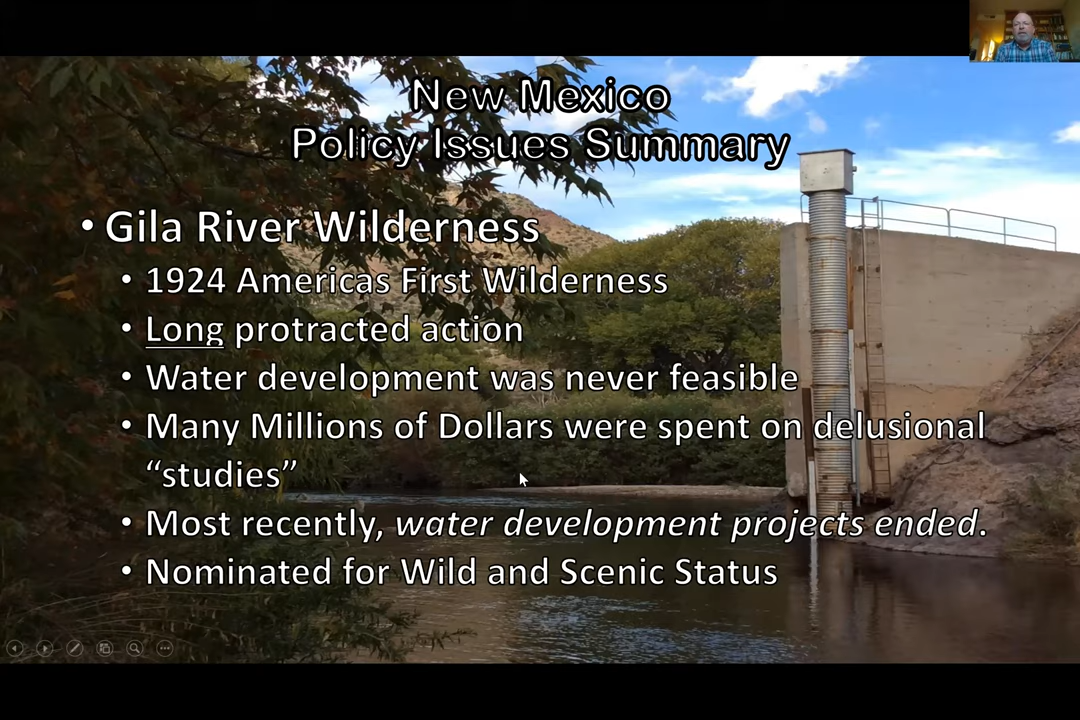 New Mexico
Policy Issues Summary
• Gila River Wilderness
• 1924 Americas First Wilderness
• Long protracted action
• Water development was never feasible
• Many Millions of Dollars were spent on delusional
“studies”
• Most recently, water development projects ended.
• Nominated for Wild and Scenic Status